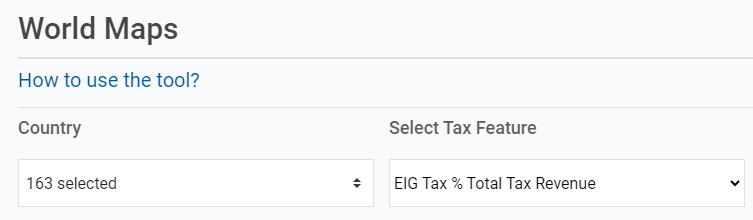 World Maps
How to use the tool?
Country Select Tax Feature
163 selected EIG Tax % Total Tax Revenue